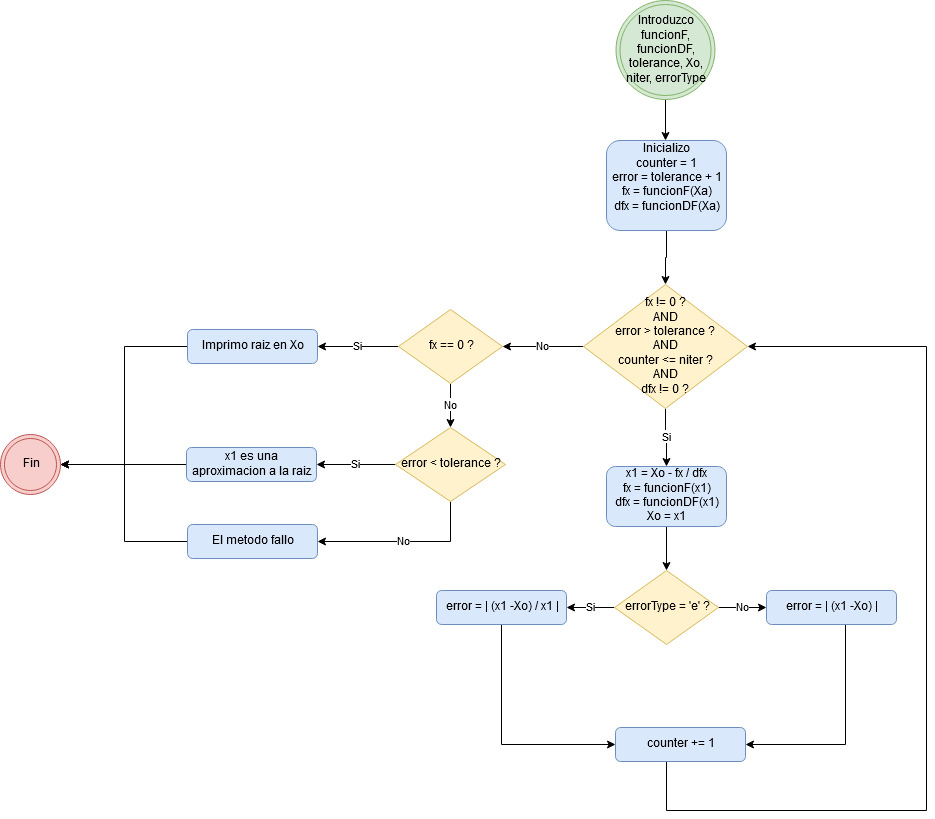 Introduzco
funcionF,
funcionDF,
tolerance, Xo,
niter, errorType
Inicializo
counter = 1
error = tolerance + 1
fx = funcionF(Xa)
dfx = funcionDF(Xa)
fx != 0 ?
AND
error > tolerance ?
AND
counter <= niter ?
AND
dfx != 0 ?
No
fx == 0 ?
Si
Imprimo raiz en Xo
No
error < tolerance ?
Si
x1 es una
aproximacion a la raiz
Fin
No
El metodo fallo
Si
x1 = Xo - fx / dfx
fx = funcionF(x1)
dfx = funcionDF(x1)
Xo = x1
errorType = 'e' ?
Si
error = | (x1 -Xo) / x1 |
No
error = | (x1 -Xo) |
counter += 1